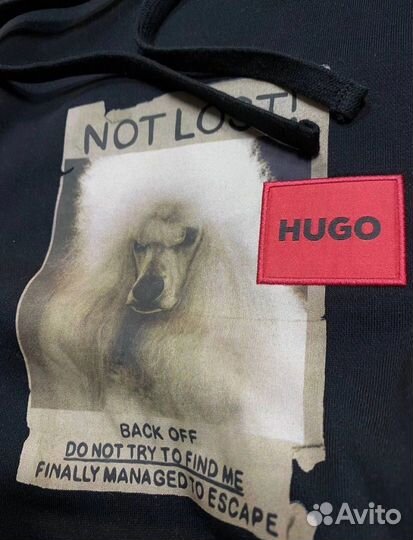 NOT LOST!
HUGO
BACK OFF
DO NOT TRY TO FIND ME
FINALLY MANAGED TO ESCAPE
Avito